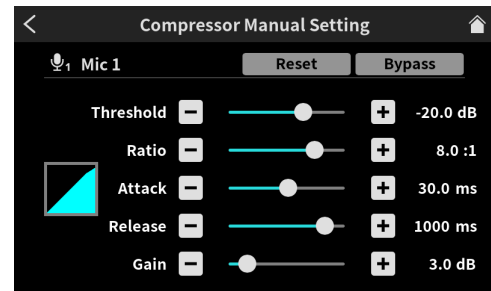 Compressor Manual Setting
1 Mic 1 Reset Bypass
Threshold - + -20.0 dB
Ratio - + 8.0 :1
Attack - + 30.0 ms
Release - + 1000 ms
Gain - + 3.0 dB